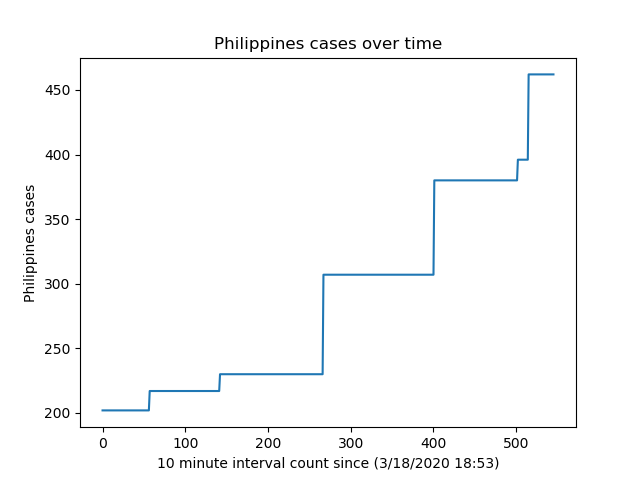 Philippines cases over time
450
400
350
300
250
200
Philippines cases
0 100 200 300 400 500
10 minute interval count since (3/18/2020 18:53)